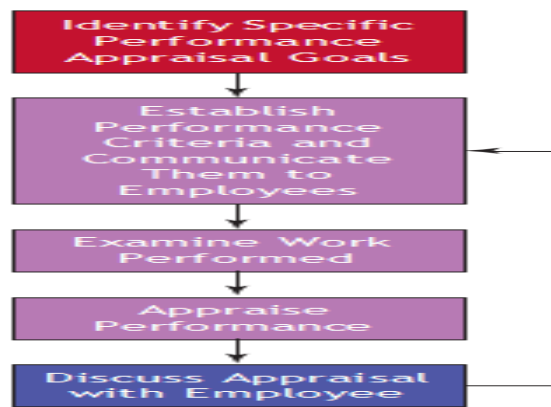 Identify Specific
Performance
Appraisal Goals
Establish
Performance
Criteria and
Communicate
Them to
Employees
Examine Work
Performed
Appraise
Performance
Discuss Appraisal
with Employee